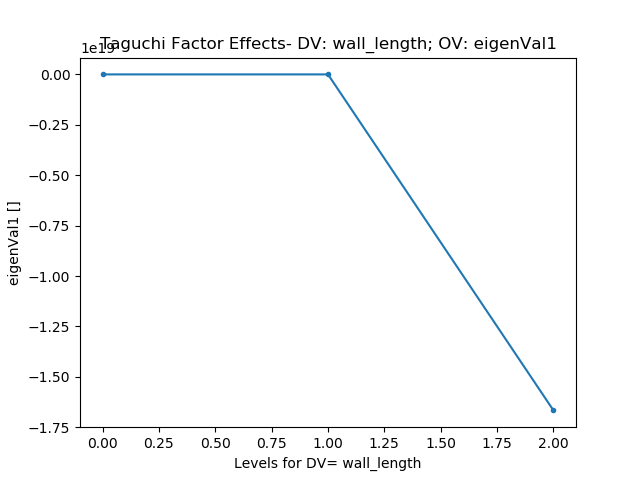 Taguchi Factor Effects- DV: wall_length; OV: eigenVal1
1e19
0.00
−0.25
−0.50
−0.75
−1.00
−1.25
−1.50
−1.75
eigenVal1 []
0.00 0.25 0.50 0.75 1.00 1.25 1.50 1.75 2.00
Levels for DV= wall_length